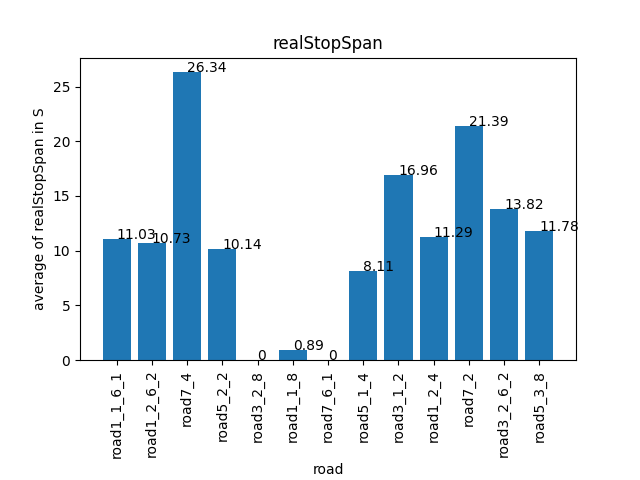 realStopSpan
average of realStopSpan in S
25
20
15
10
5
0
11.03
10.73
26.34
10.14
0
0.89
0
8.11
16.96
11.29
21.39
13.82
11.78
road1_1_6_1
road1_2_6_2
road7_4
road5_2_2
road3_2_8
road1_1_8
road7_6_1
road5_1_4
road3_1_2
road1_2_4
road7_2
road3_2_6_2
road5_3_8
road